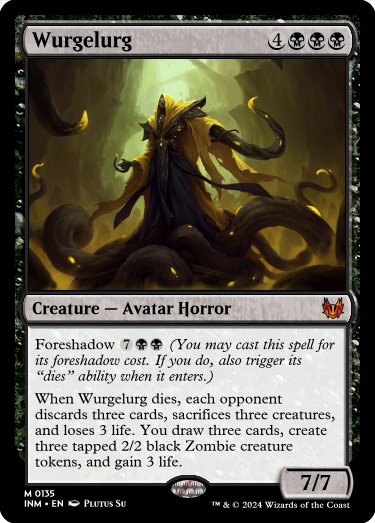 Wurgelurg 4
Creature — Avatar Horror
Foreshadow 7 (You may cast this spell for
its foreshadow cost. If you do, also trigger its
“dies” ability when it enters.)
When Wurgelurg dies, each opponent
discards three cards, sacrifices three creatures,
and loses 3 life. You draw three cards, create
three tapped 2/2 black Zombie creature
tokens, and gain 3 life.
7/7
M 0135
INM • EN Plutus Su ™ & © 2024 Wizards of the Coast